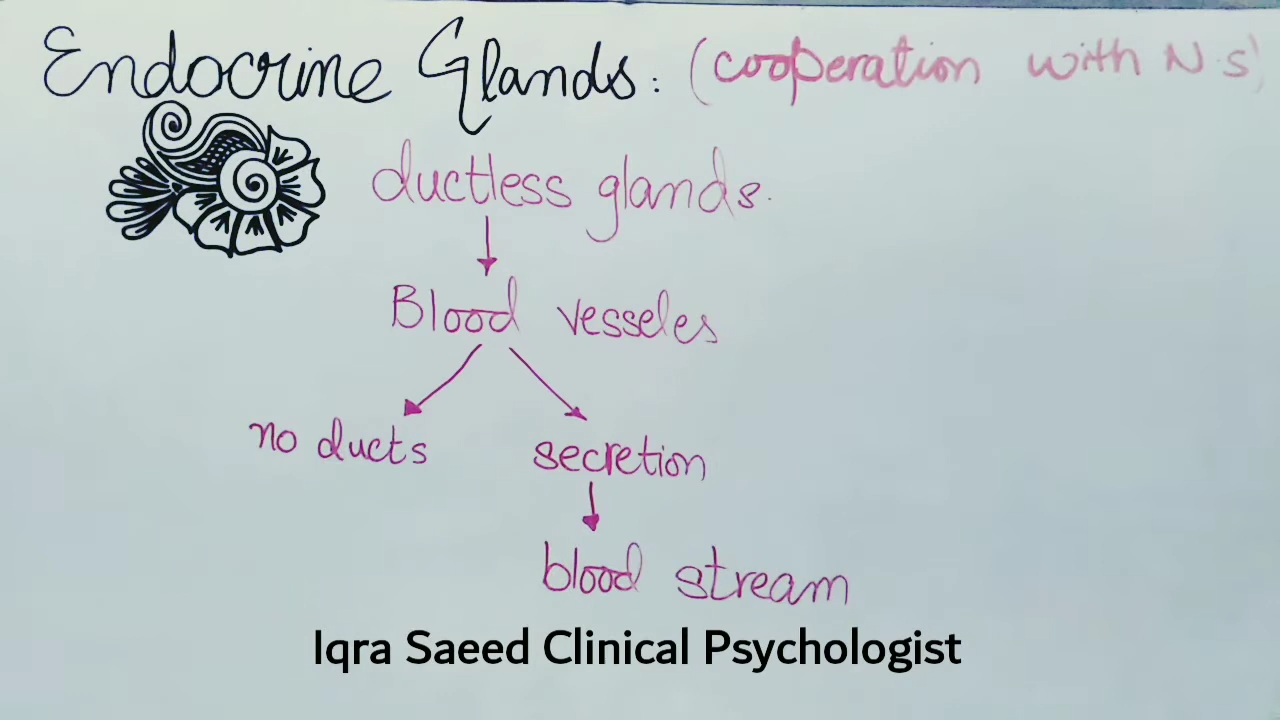 Endocrine Glands: (cooperation with N.S)
ductless glands.
Blood vesseles
no ducts secretion
blood stream
Iqra Saeed Clinical Psychologist